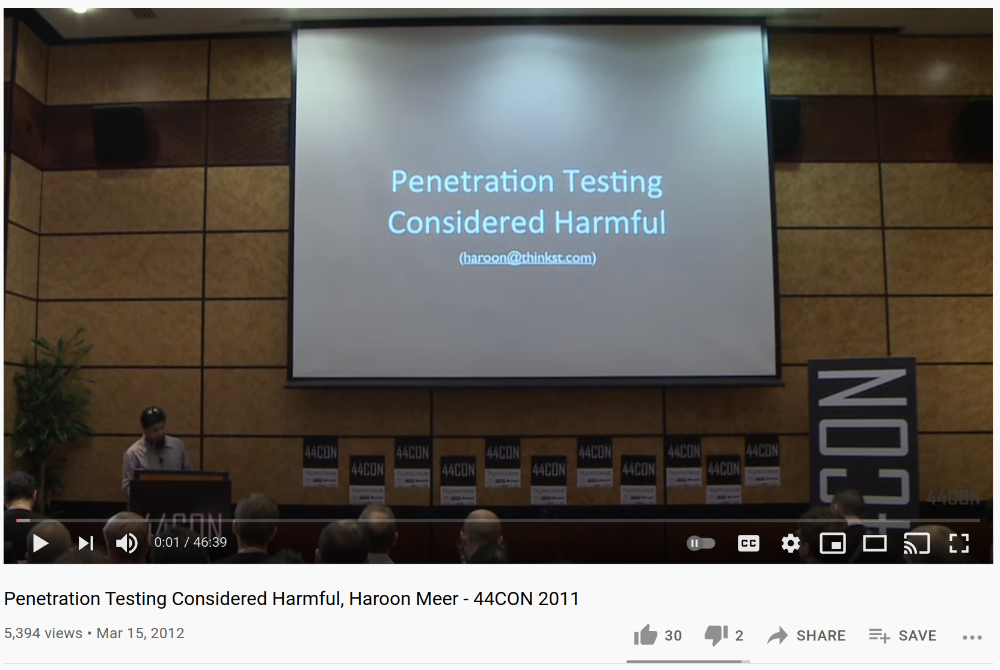 Penetration Testing
Considered Harmful
(haroon@thinkst.com)
44CON
44CON
44CON
44CON
44CON
44CON
44CON
44CON
44CON
44CON
44CON
44CON
44CON
44CON
0:01 / 46:39
CC
Penetration Testing Considered Harmful, Haroon Meer - 44CON 2011
5,394 views • Mar 15, 2012
30
2
SHARE
SAVE